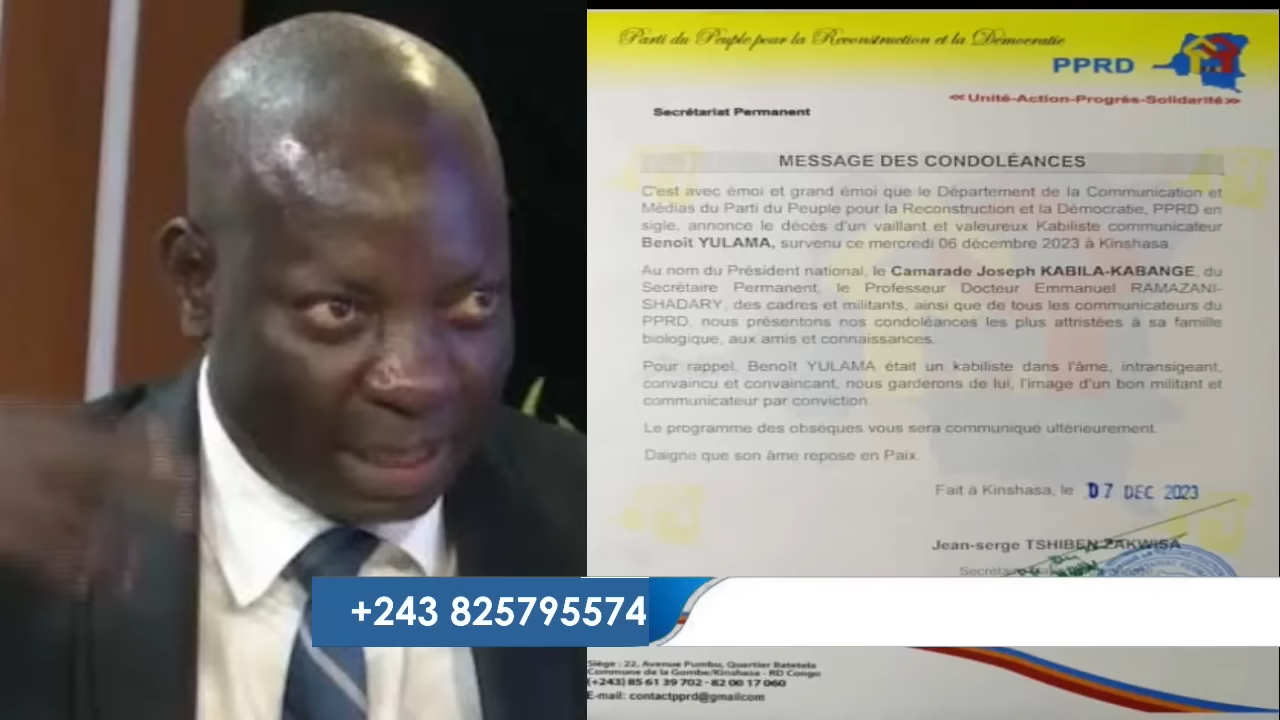 Parti du Peuple pour la Reconstruction et la Démocratie
PPRD
<<Unité-Action-Progrès-Solidarité>>
Secrétariat Permanent
MESSAGE DES CONDOLÉANCES
C'est avec émoi et grand émoi que le Département de la Communication et
Médias du Parti du Peuple pour la Reconstruction et la Démocratie, PPRD en
sigle, annonce le décès d'un vaillant et valeureux Kabiliste communicateur
Benoît YULAMA, survenu ce mercredi 06 décembre 2023 à Kinshasa.
Au nom du Président national, le Camarade Joseph KABILA-KABANGE, du
Secrétaire Permanent, le Professeur Docteur Emmanuel RAMAZANI-
SHADARY, des cadres et militants, ainsi que de tous les communicateurs du
PPRD, nous présentons nos condoléances les plus attristées à sa famille
biologique, aux amis et connaissances.
Pour rappel, Benoît YULAMA était un kabiliste dans l'âme, intransigeant,
convaincu et convaincant, nous garderons de lui, l'image d'un bon militant et
communicateur par conviction.
Le programme des obsèques vous sera communiqué ultérieurement.
Daigne que son âme repose en Paix.
Fait à Kinshasa, le 07 DEC 2023
Jean-serge TSHIBEN ZAKWISA
+243 825795574
Siège : 22, Avenue Pumbu, Quartier Batetela
Commune de la Gombe/Kinshasa - RD Congo
(+243) 85 61 39 702 - 82 00 17 060
E-mail: contactpprd@gmailcom